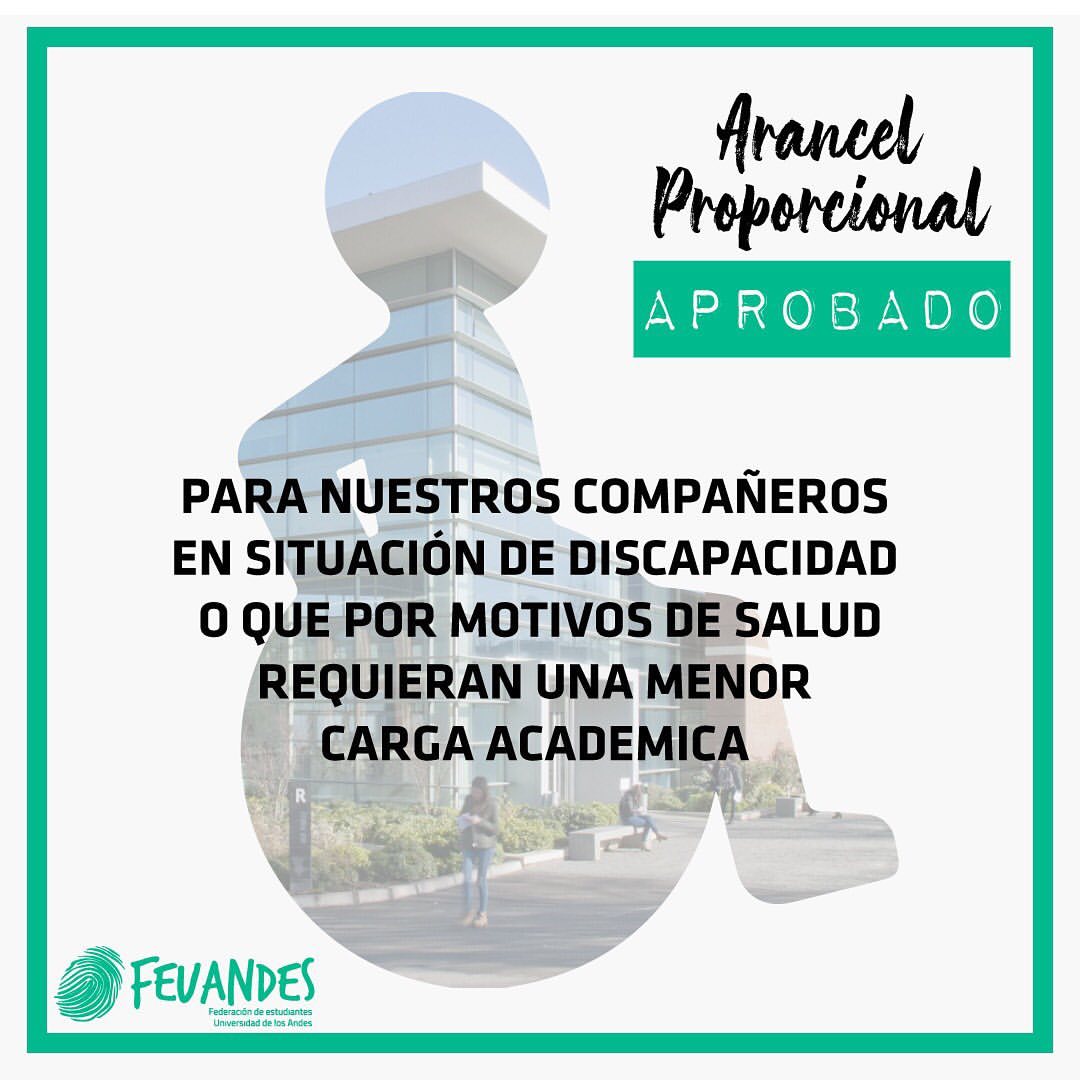 Arancel
Proporcional
APROBADO
PARA NUESTROS COMPAÑEROS
EN SITUACIÓN DE DISCAPACIDAD
O QUE POR MOTIVOS DE SALUD
REQUIERAN UNA MENOR
CARGA ACADEMICA
R
FEUANDES
Federación de estudiantes
Universidad de los Andes